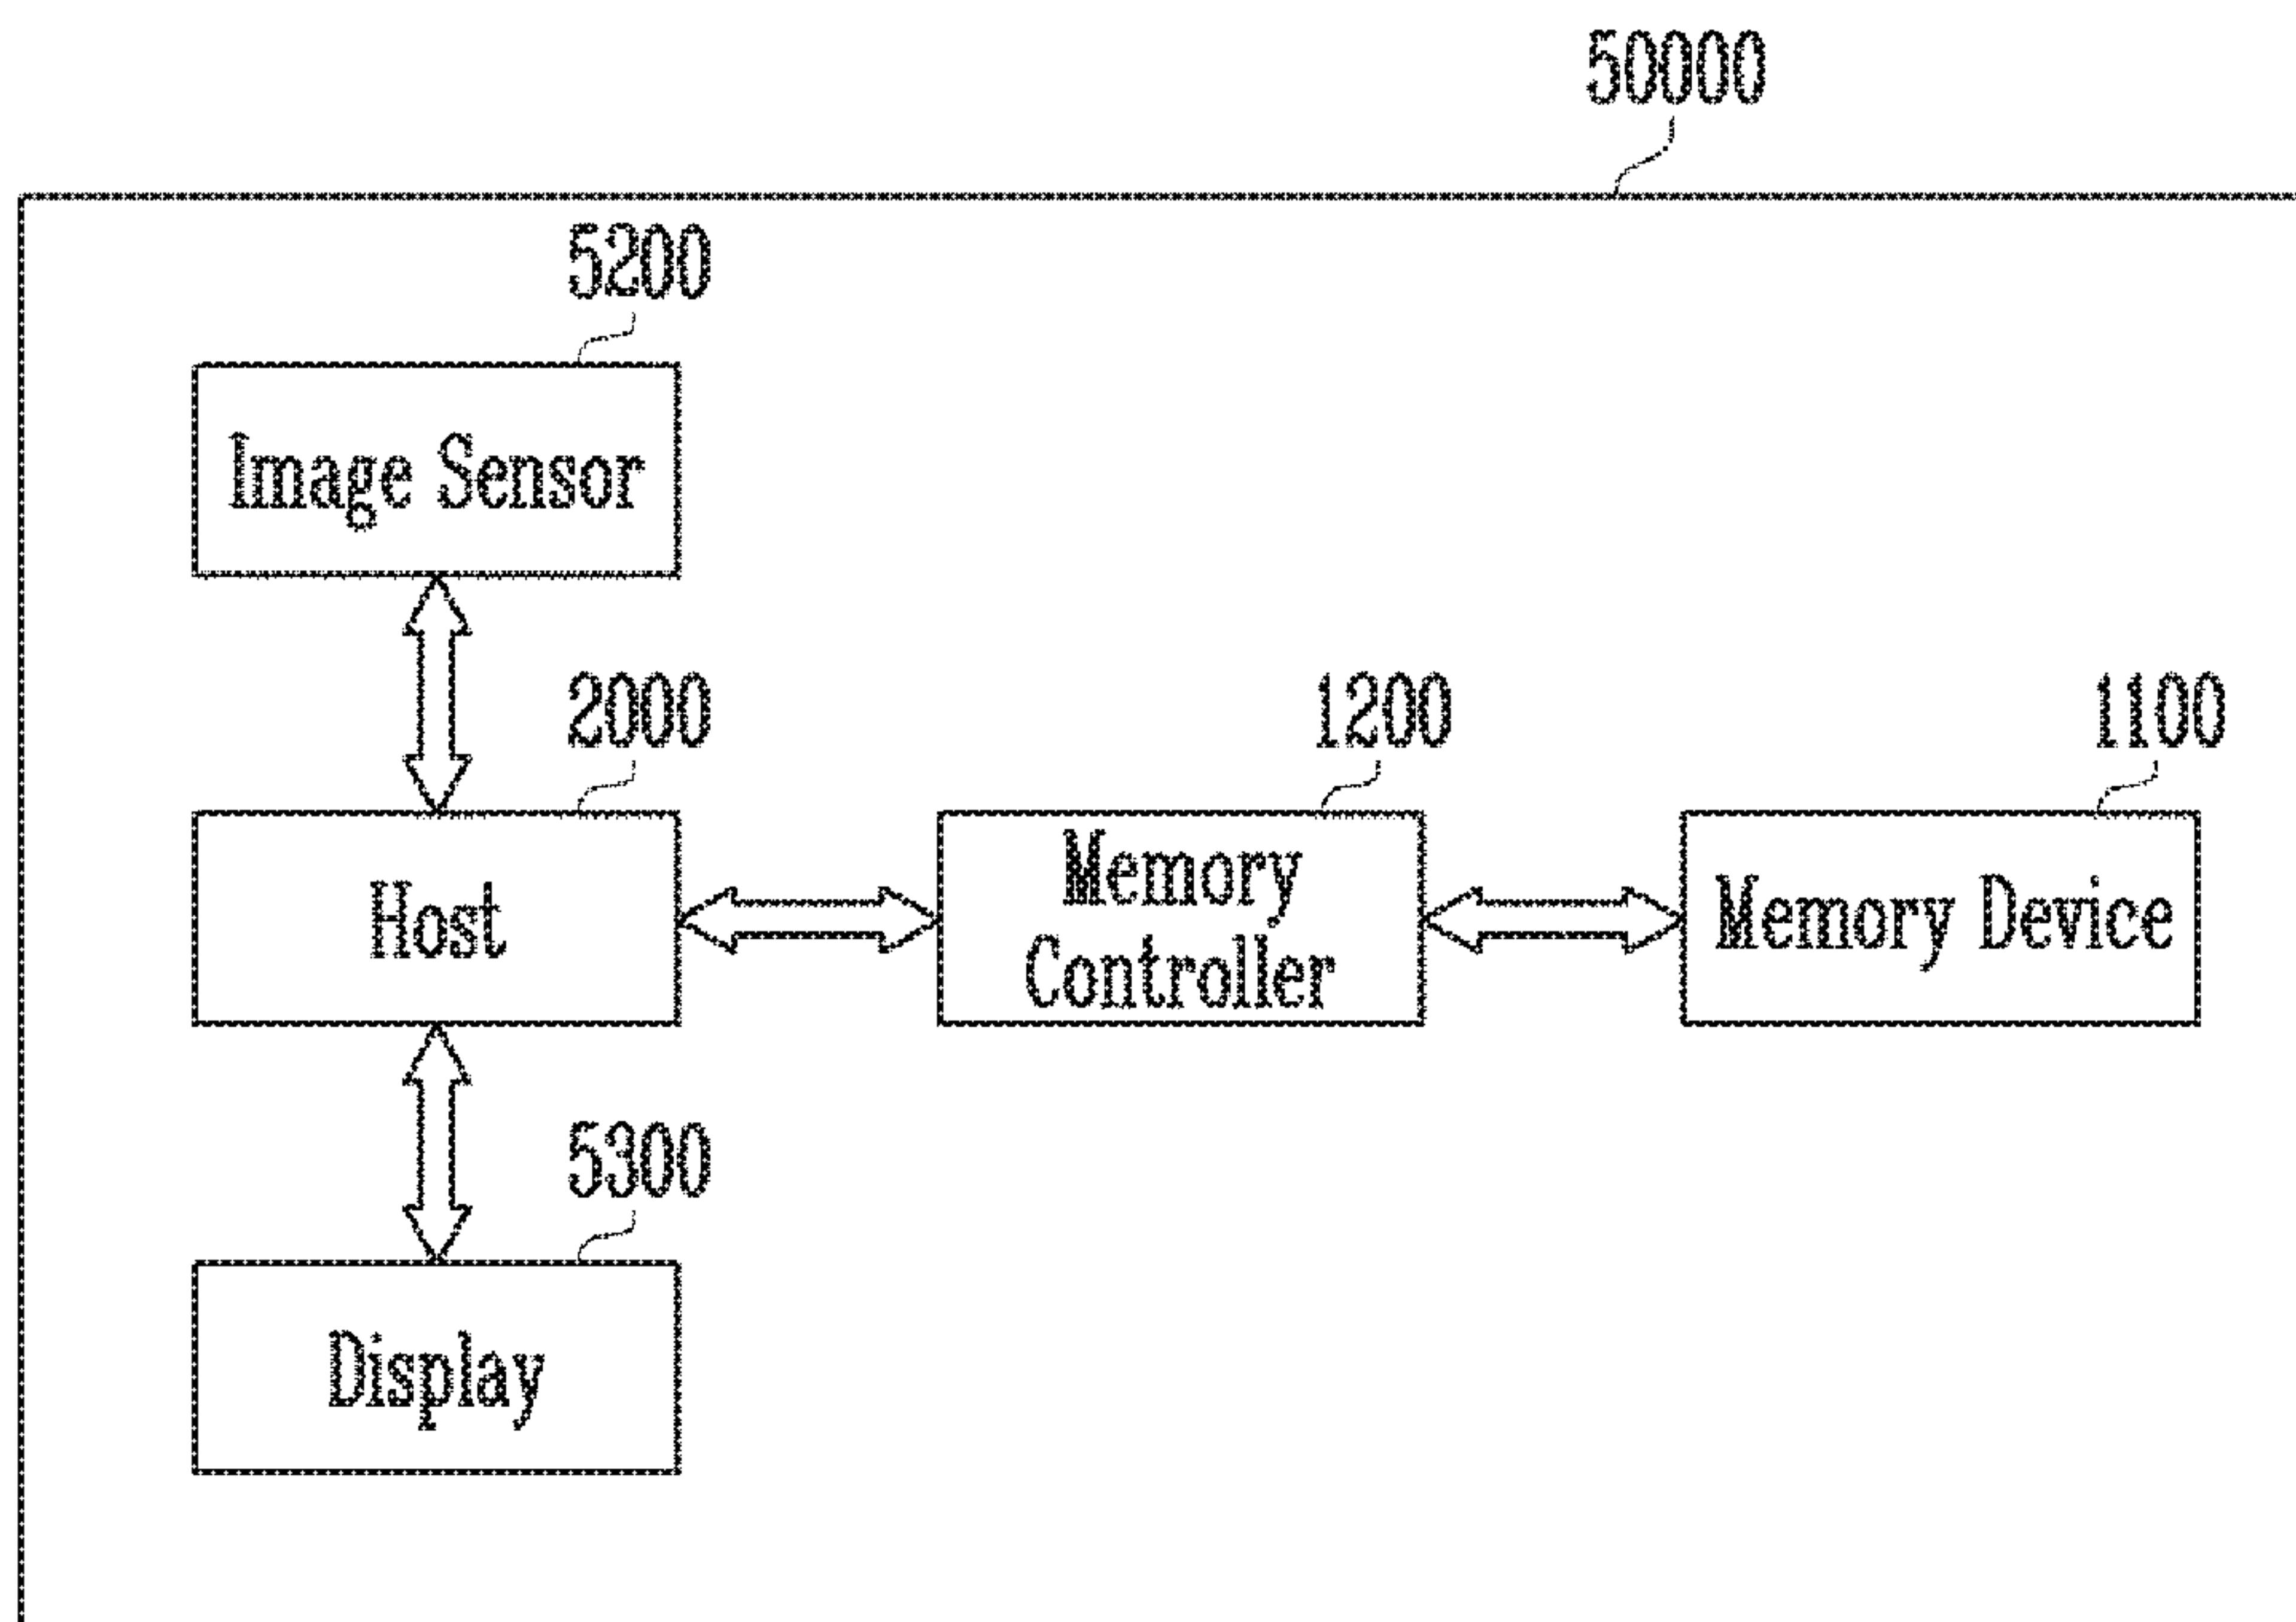 50000
5200
Image Sensor
2000
1200
1100
Host
Memory
Controller
Memory Device
5300
Display